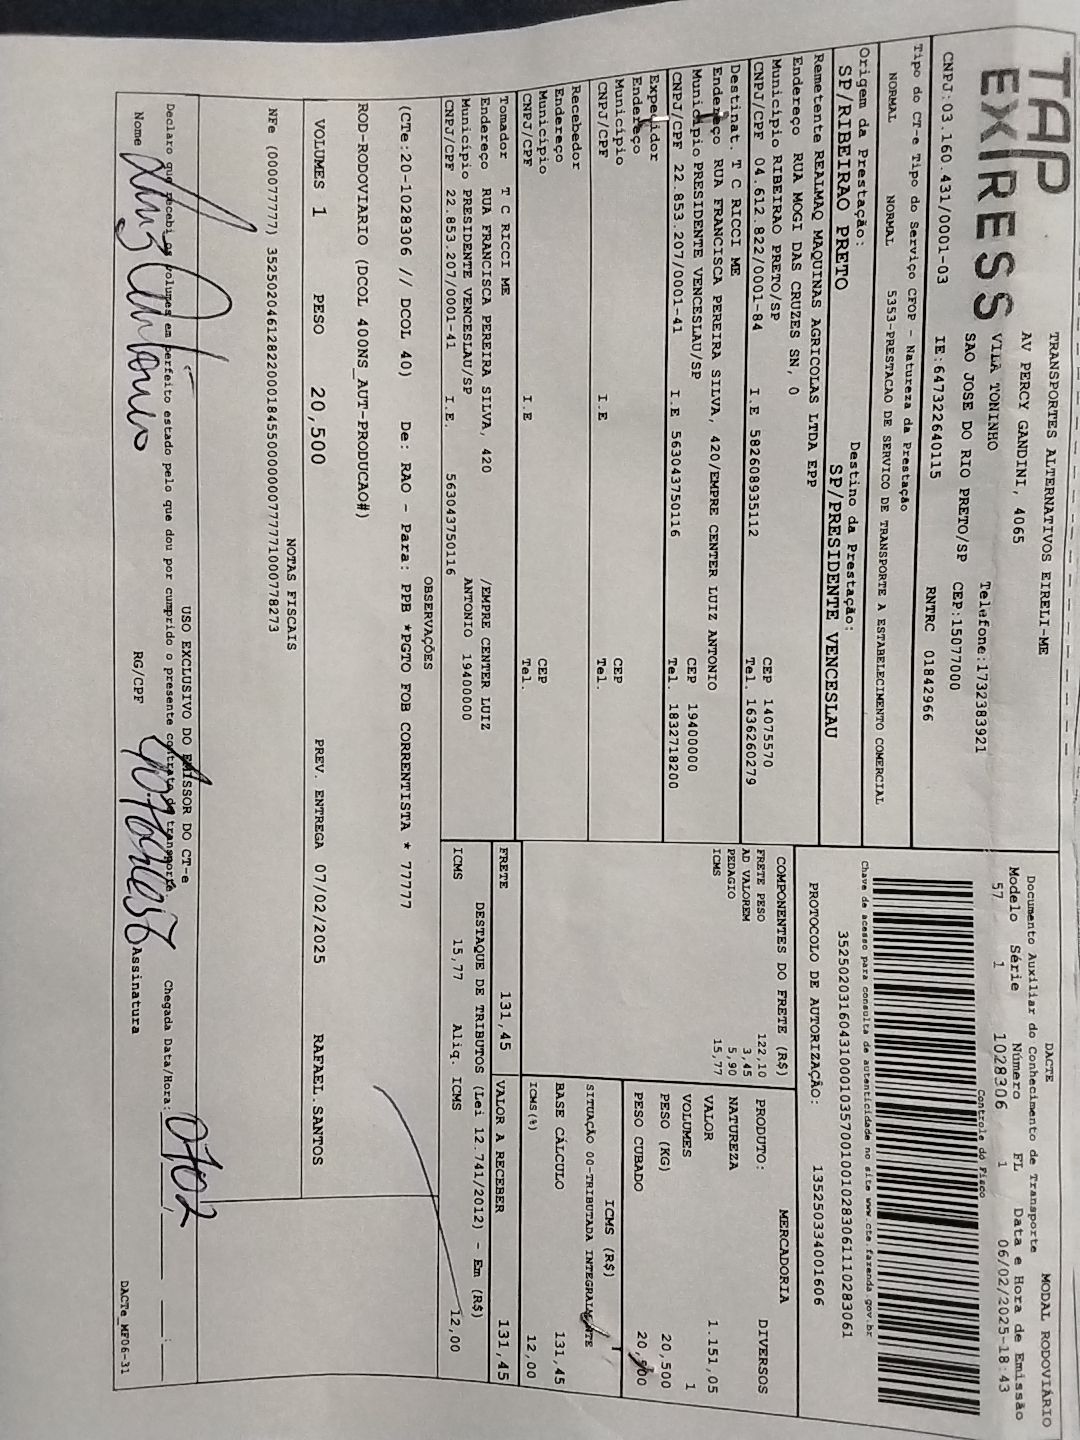 TAP
EXPRESS
TRANSPORTES ALTERNATIVOS EIRELI-ME
AV PERCY GANDINI, 4065
VILA TONINHO Telefone:1732383921
SAO JOSE DO RIO PRETO/SP CEP:15077000
CNPJ:03.160.431/0001-03 IE:647322640115 RNTRC 01842966
Tipo do CT-e Tipo do Serviço CFOP - Natureza da Prestação
NORMAL NORMAL 5353-PRESTACAO DE SERVICO DE TRANSPORTE A ESTABELECIMENTO COMERCIAL
Origem da Prestação: Destino da Prestação:
SP/RIBEIRAO PRETO SP/PRESIDENTE VENCESLAU
Remetente REALMAQ MAQUINAS AGRICOLAS LTDA EPP
Endereço RUA MOGI DAS CRUZES SN, 0
Município RIBEIRAO PRETO/SP CEP 14075570
CNPJ/CPF 04.612.822/0001-84 I.E 582608935112 Tel. 1636260279
Destinat. T C RICCI ME
Endereço RUA FRANCISCA PEREIRA SILVA, 420/EMPRE CENTER LUIZ ANTONIO
Município PRESIDENTE VENCESLAU/SP CEP 19400000
CNPJ/CPF 22.853.207/0001-41 I.E 563043750116 Tel. 1832718200
Expedidor
Endereço
Município CEP
CNPJ/CPF I.E Tel.
Recebedor
Endereço
Município CEP
CNPJ/CPF I.E Tel.
Tomador T C RICCI ME
Endereço RUA FRANCISCA PEREIRA SILVA, 420 /EMPRE CENTER LUIZ
Município PRESIDENTE VENCESLAU/SP ANTONIO 19400000
CNPJ/CPF 22.853.207/0001-41 I.E. 563043750116
DACTE MODAL RODOVIÁRIO
Documento Auxiliar do Conhecimento de Transporte
Modelo Série Número FL Data e Hora de Emissão
57 1 1028306 1 06/02/2025-18:43
Controle do Fisco
Chave de acesso para consulta de autenticidade no site www.cte.fazenda.gov.br
PROTOCOLO DE AUTORIZAÇÃO: 135250334001606
COMPONENTES DO FRETE (R$)
FRETE PESO 122,10
AD VALOREM 3,45
PEDAGIO 5,90
ICMS 15,77
MERCADORIA
PRODUTO: DIVERSOS
NATUREZA
VALOR 1.151,05
VOLUMES 1
PESO (KG) 20,500
PESO CUBADO
ICMS (R$)
SITUAÇÃO 00-TRIBUTADA INTEGRALMENTE
BASE CÁLCULO 131,45
ICMS(%) 12,00
FRETE 131,45 VALOR A RECEBER 131,45
DESTAQUE DE TRIBUTOS (Lei 12.741/2012) - Em (R$)
ICMS 15,77 Aliq. ICMS 12,00
OBSERVAÇÕES
(CTe:20-1028306 // DCOL 40) De: RAO - Para: PPB *PGTO FOB CORRENTISTA * 77777
ROD-RODOVIARIO (DCOL 400NS_AUT-PRODUCAO#)
VOLUMES 1 PESO 20,500 PREV. ENTREGA 07/02/2025 RAFAEL.SANTOS
NOTAS FISCAIS
NFe (000077777)
USO EXCLUSIVO DO EMISSOR DO CT-e
Declaro que recebi os volumes em perfeito estado pelo que dou por cumprido o presente contrato de transporte Chegada Data/Hora: 0702
Nome RG/CPF Assinatura
DACTe_MF06-31